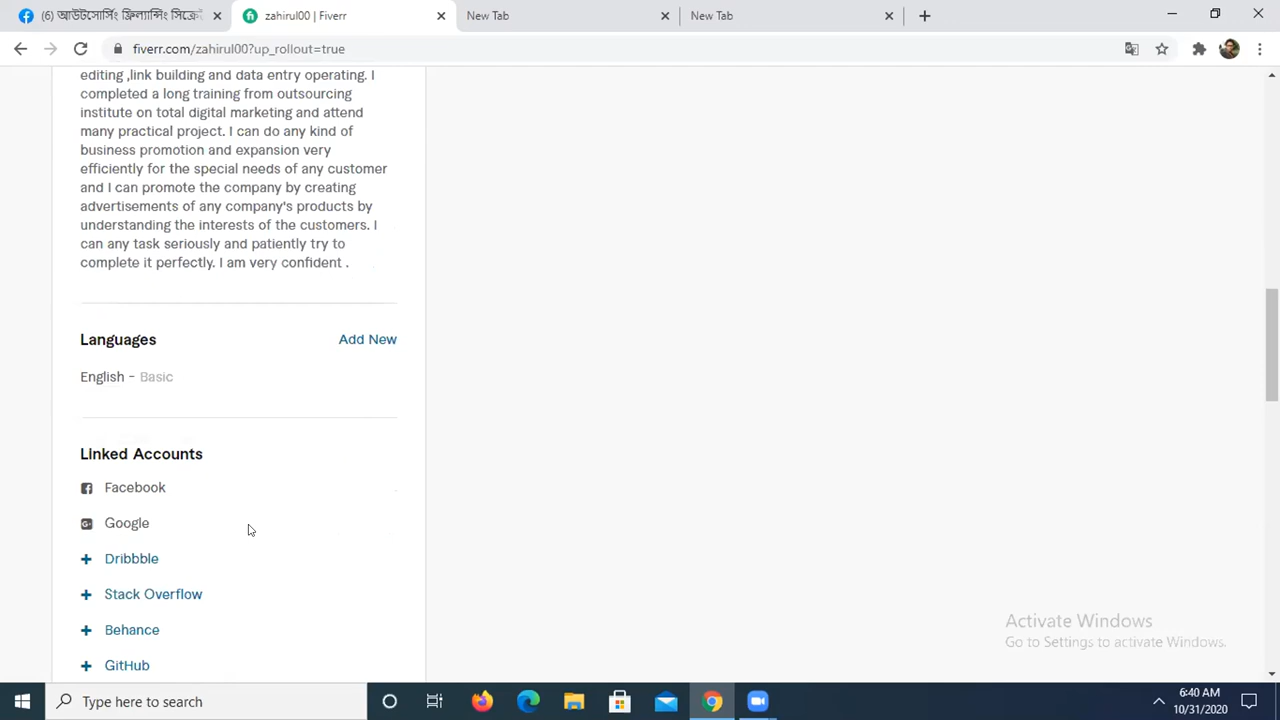 (6) আউটসোর্সিং ফ্রিল্যান্সিং সিক্রেট
zahirul00 | Fiverr
New Tab
New Tab
fiverr.com/zahirul00?up_rollout=true
editing ,link building and data entry operating. I
completed a long training from outsourcing
institute on total digital marketing and attend
many practical project. I can do any kind of
business promotion and expansion very
efficiently for the special needs of any customer
and I can promote the company by creating
advertisements of any company's products by
understanding the interests of the customers. I
can any task seriously and patiently try to
complete it perfectly. I am very confident .
Languages
Add New
English - Basic
Linked Accounts
Facebook
Google
Dribbble
Stack Overflow
Behance
GitHub
Activate Windows
Go to Settings to activate Windows.
Type here to search
6:40 AM
10/31/2020